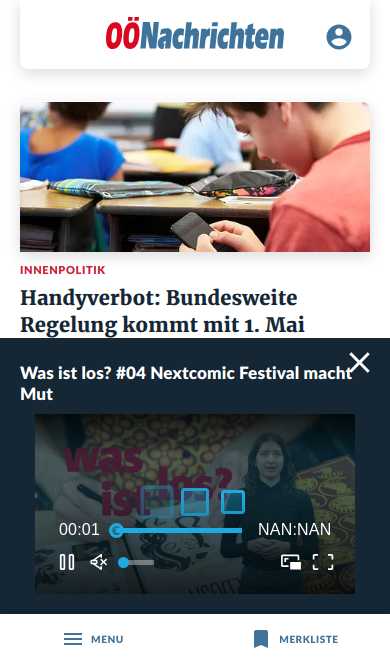 OÖNachrichten
INNENPOLITIK
Handyverbot: Bundesweite
Regelung kommt mit 1. Mai
Was ist los? #04 Nextcomic Festival macht
Mut
was
ist los?
00:01
NAN:NAN
MENU
MERKLISTE